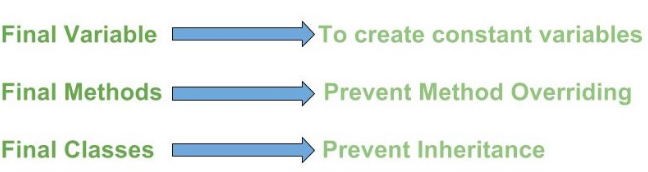 Final Variable To create constant variables
Final Methods Prevent Method Overriding
Final Classes Prevent Inheritance